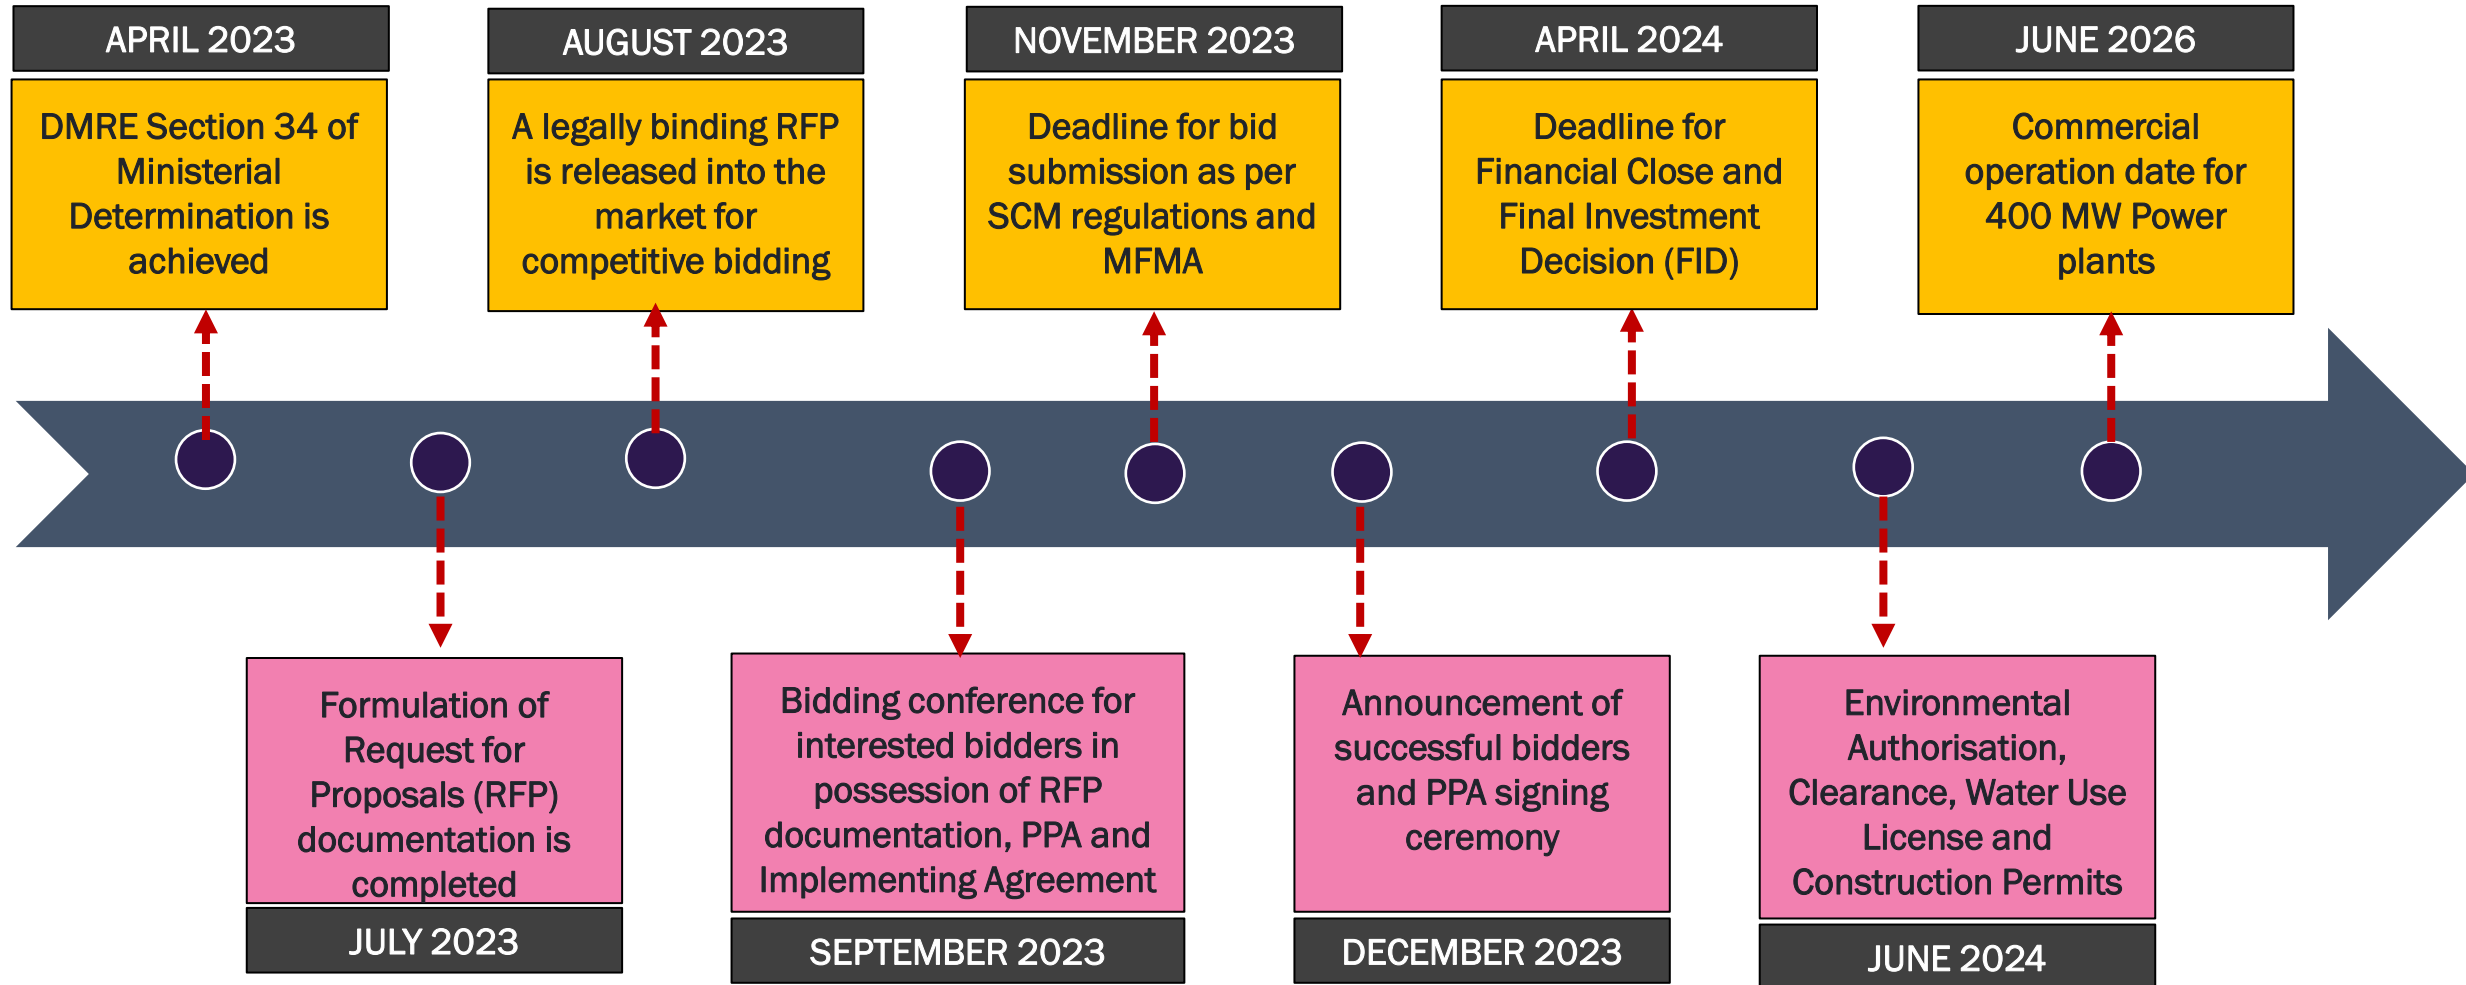 APRIL 2023
DMRE Section 34 of
Ministerial
Determination is
achieved
AUGUST 2023
A legally binding RFP
is released into the
market for
competitive bidding
NOVEMBER 2023
Deadline for bid
submission as per
SCM regulations and
MFMA
APRIL 2024
Deadline for
Financial Close and
Final Investment
Decision (FID)
JUNE 2026
Commercial
operation date for
400 MW Power
plants
Formulation of
Request for
Proposals (RFP)
documentation is
completed
JULY 2023
Bidding conference for
interested bidders in
possession of RFP
documentation, PPA and
Implementing Agreement
SEPTEMBER 2023
Announcement of
successful bidders
and PPA signing
ceremony
DECEMBER 2023
Environmental
Authorisation,
Clearance, Water Use
License and
Construction Permits
JUNE 2024